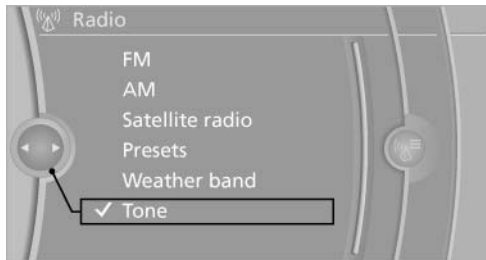 Radio
FM
AM
Satellite radio
Presets
Weather band
Tone